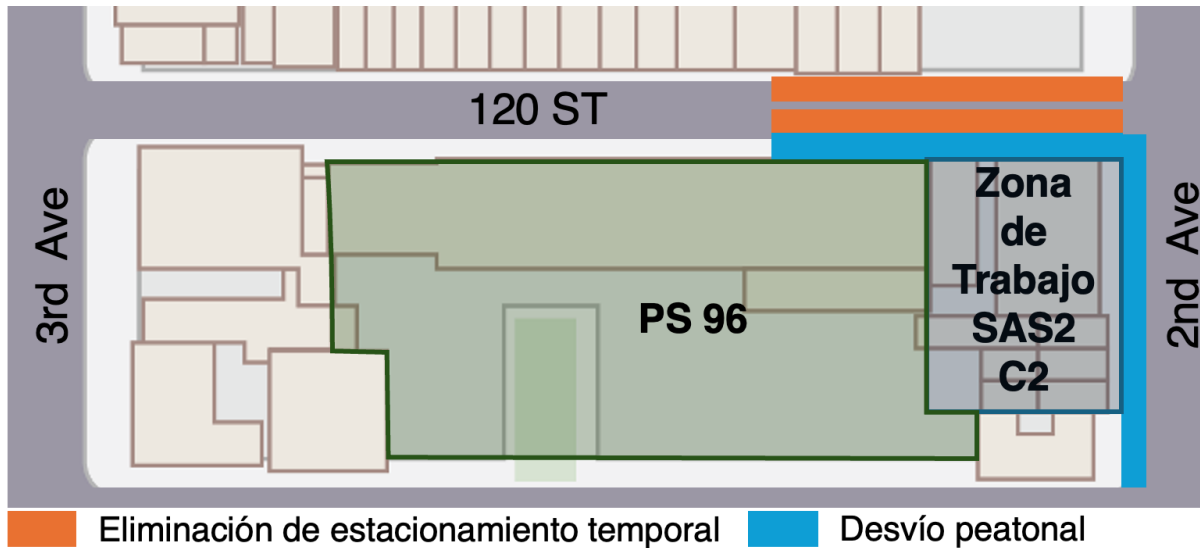 120 ST
3rd Ave
PS 96
Zona
de
Trabajo
SAS2
C2
2nd Ave
Eliminación de estacionamiento temporal
Desvío peatonal